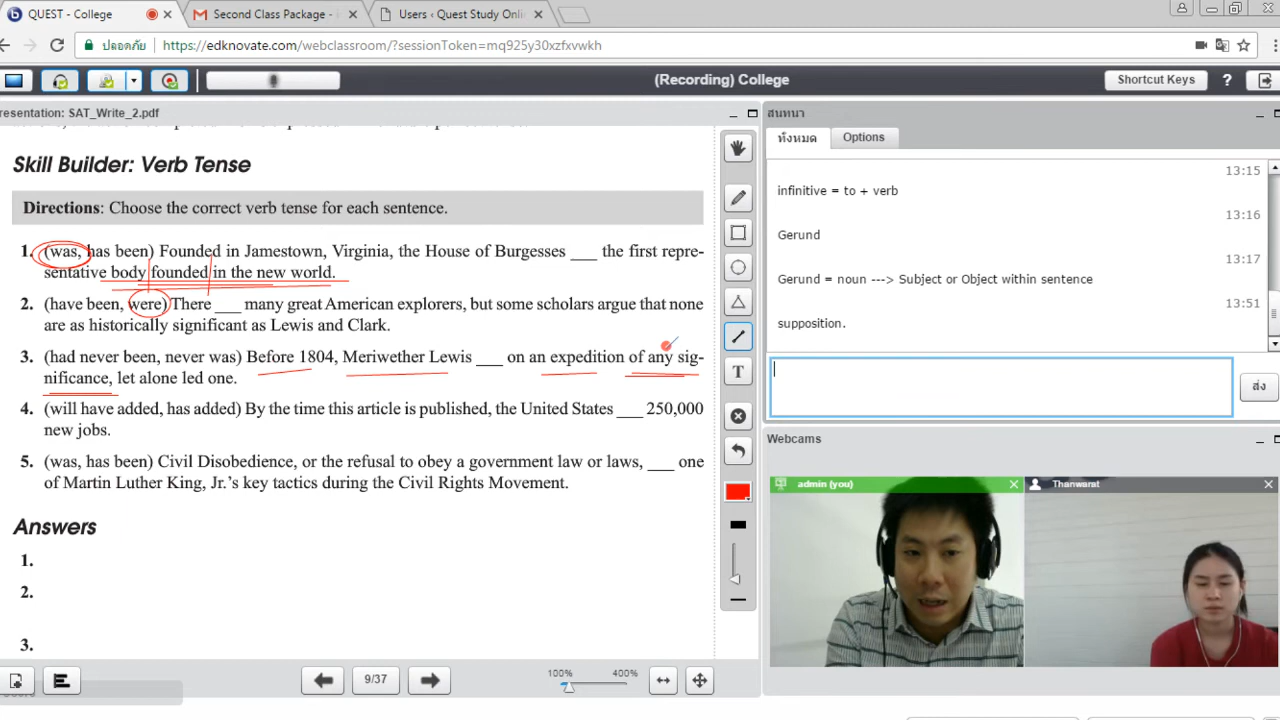 QUEST - College
Second Class Package -
Users ‹ Quest Study Onli
ปลอดภัย
https://edknovate.com/webclassroom/?sessionToken=mq925y30xzfxvwkh
(Recording) College
Shortcut Keys
?
resentation: SAT_Write_2.pdf
Skill Builder: Verb Tense
Directions: Choose the correct verb tense for each sentence.
1. (was, has been) Founded in Jamestown, Virginia, the House of Burgesses ___ the first repre-
sentative body founded in the new world.
2. (have been, were) There ___ many great American explorers, but some scholars argue that none
are as historically significant as Lewis and Clark.
3. (had never been, never was) Before 1804, Meriwether Lewis ___ on an expedition of any sig-
nificance, let alone led one.
4. (will have added, has added) By the time this article is published, the United States ___ 250,000
new jobs.
5. (was, has been) Civil Disobedience, or the refusal to obey a government law or laws, ___ one
of Martin Luther King, Jr.'s key tactics during the Civil Rights Movement.
Answers
1.
2.
3.
T
9/37
100%
400%
สนทนา
ทั้งหมด
Options
13:15
infinitive = to + verb
13:16
Gerund
13:17
Gerund = noun ---> Subject or Object within sentence
13:51
supposition.
ส่ง
Webcams
admin (you)
Thanwarat